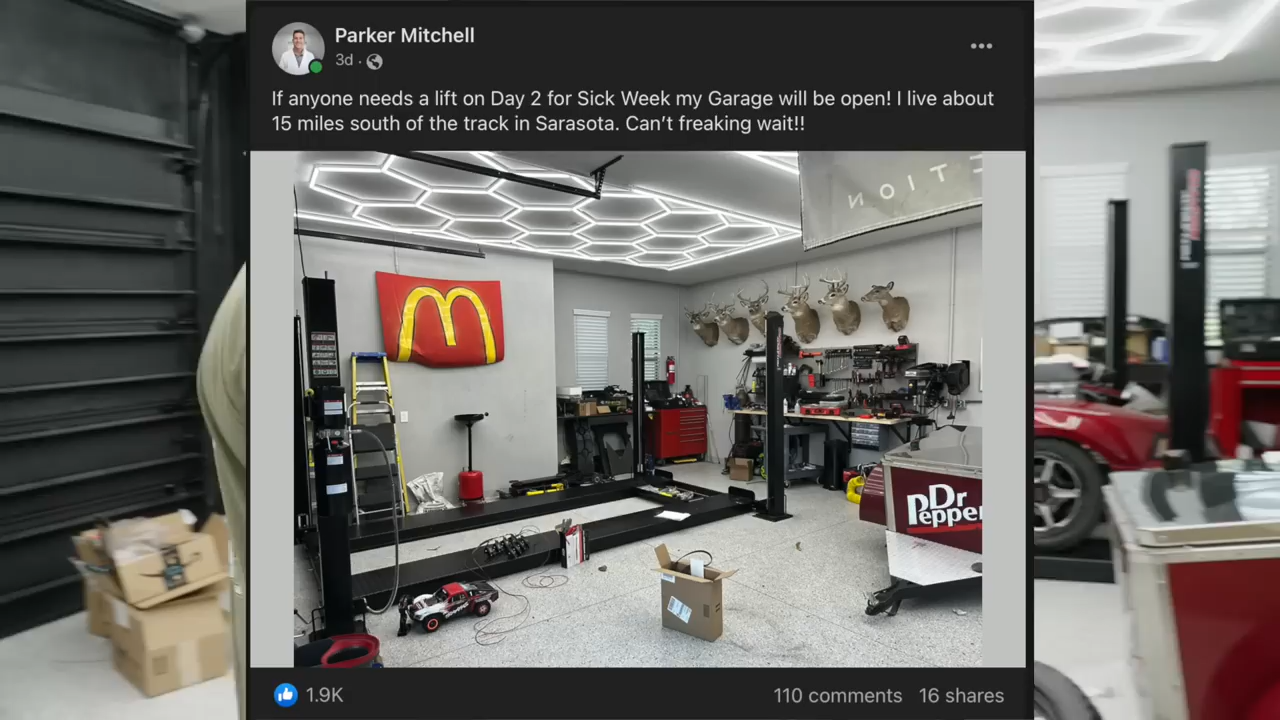 Parker Mitchell
3d ·
If anyone needs a lift on Day 2 for Sick Week my Garage will be open! I live about
15 miles south of the track in Sarasota. Can’t freaking wait!!
ITION
M
Dr
Pepper
1.9K
110 comments 16 shares